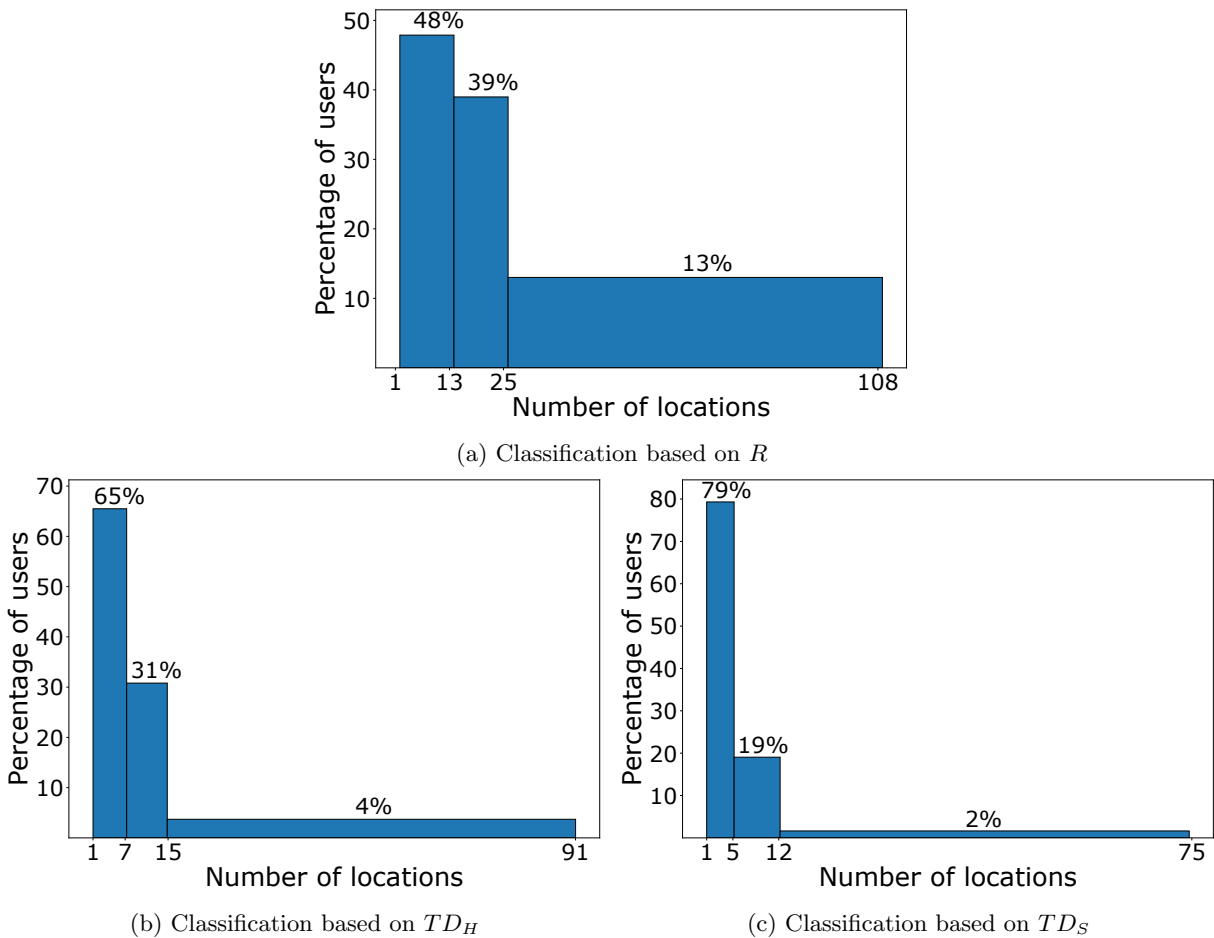 50
48%
40
39%
30
20
13%
10
Percentage of users
1 13 25 108
Number of locations
(a) Classification based on R
70
65%
60
50
40
31%
30
20
10
4%
Percentage of users
1 7 15 91
Number of locations
(b) Classification based on TD_H
80
79%
70
60
50
40
30
20
19%
10
2%
Percentage of users
1 5 12 75
Number of locations
(c) Classification based on TD_S